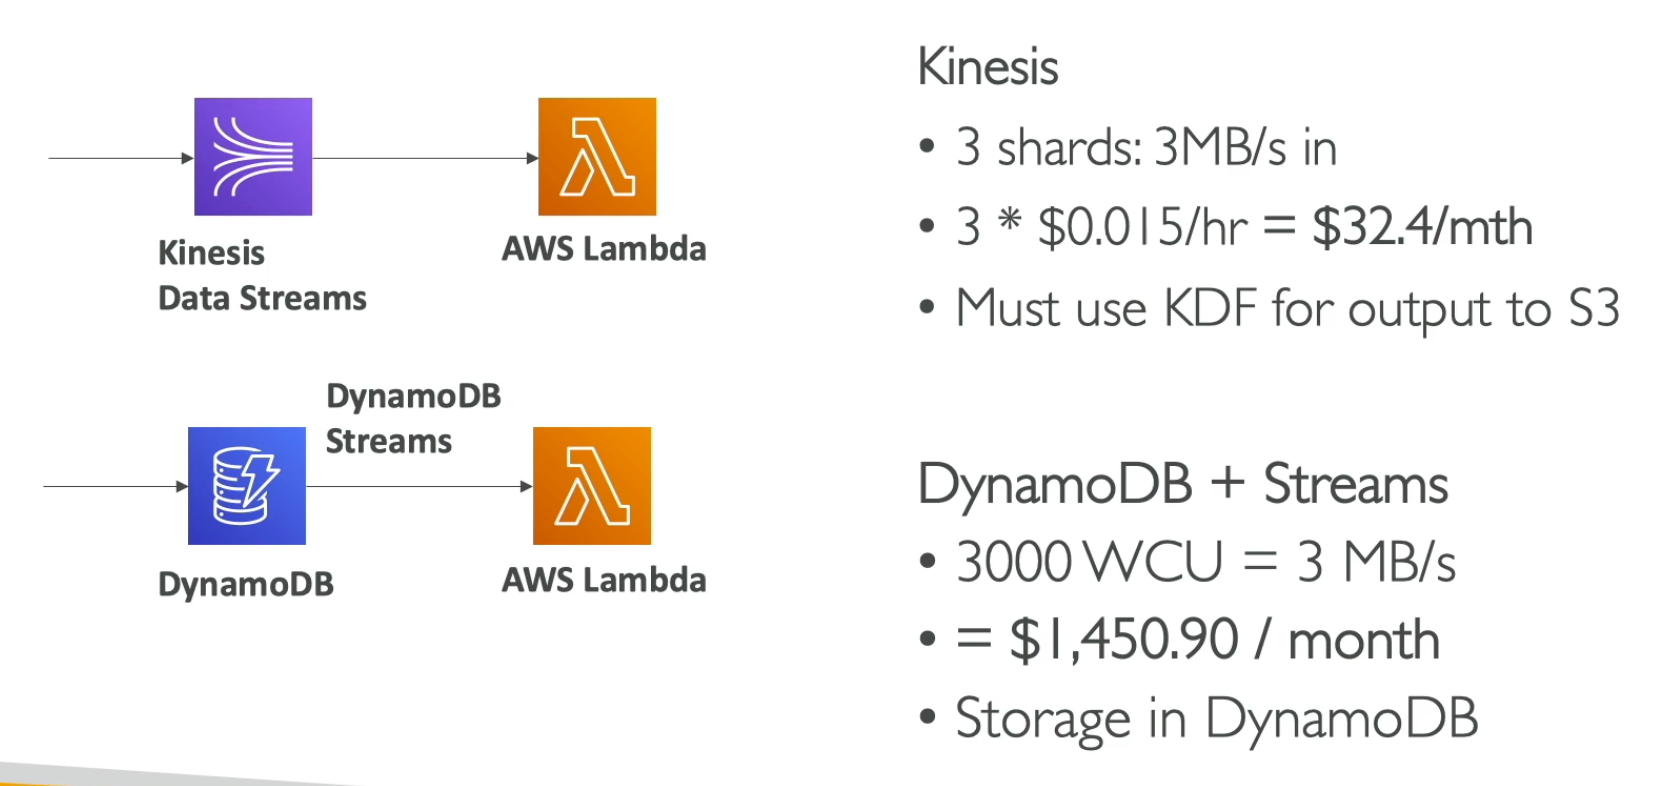 Kinesis
Data Streams
AWS Lambda
DynamoDB
Streams
DynamoDB
AWS Lambda
Kinesis
• 3 shards: 3MB/s in
• 3 * $0.015/hr = $32.4/mth
• Must use KDF for output to S3
DynamoDB + Streams
• 3000 WCU = 3 MB/s
• = $1,450.90 / month
• Storage in DynamoDB